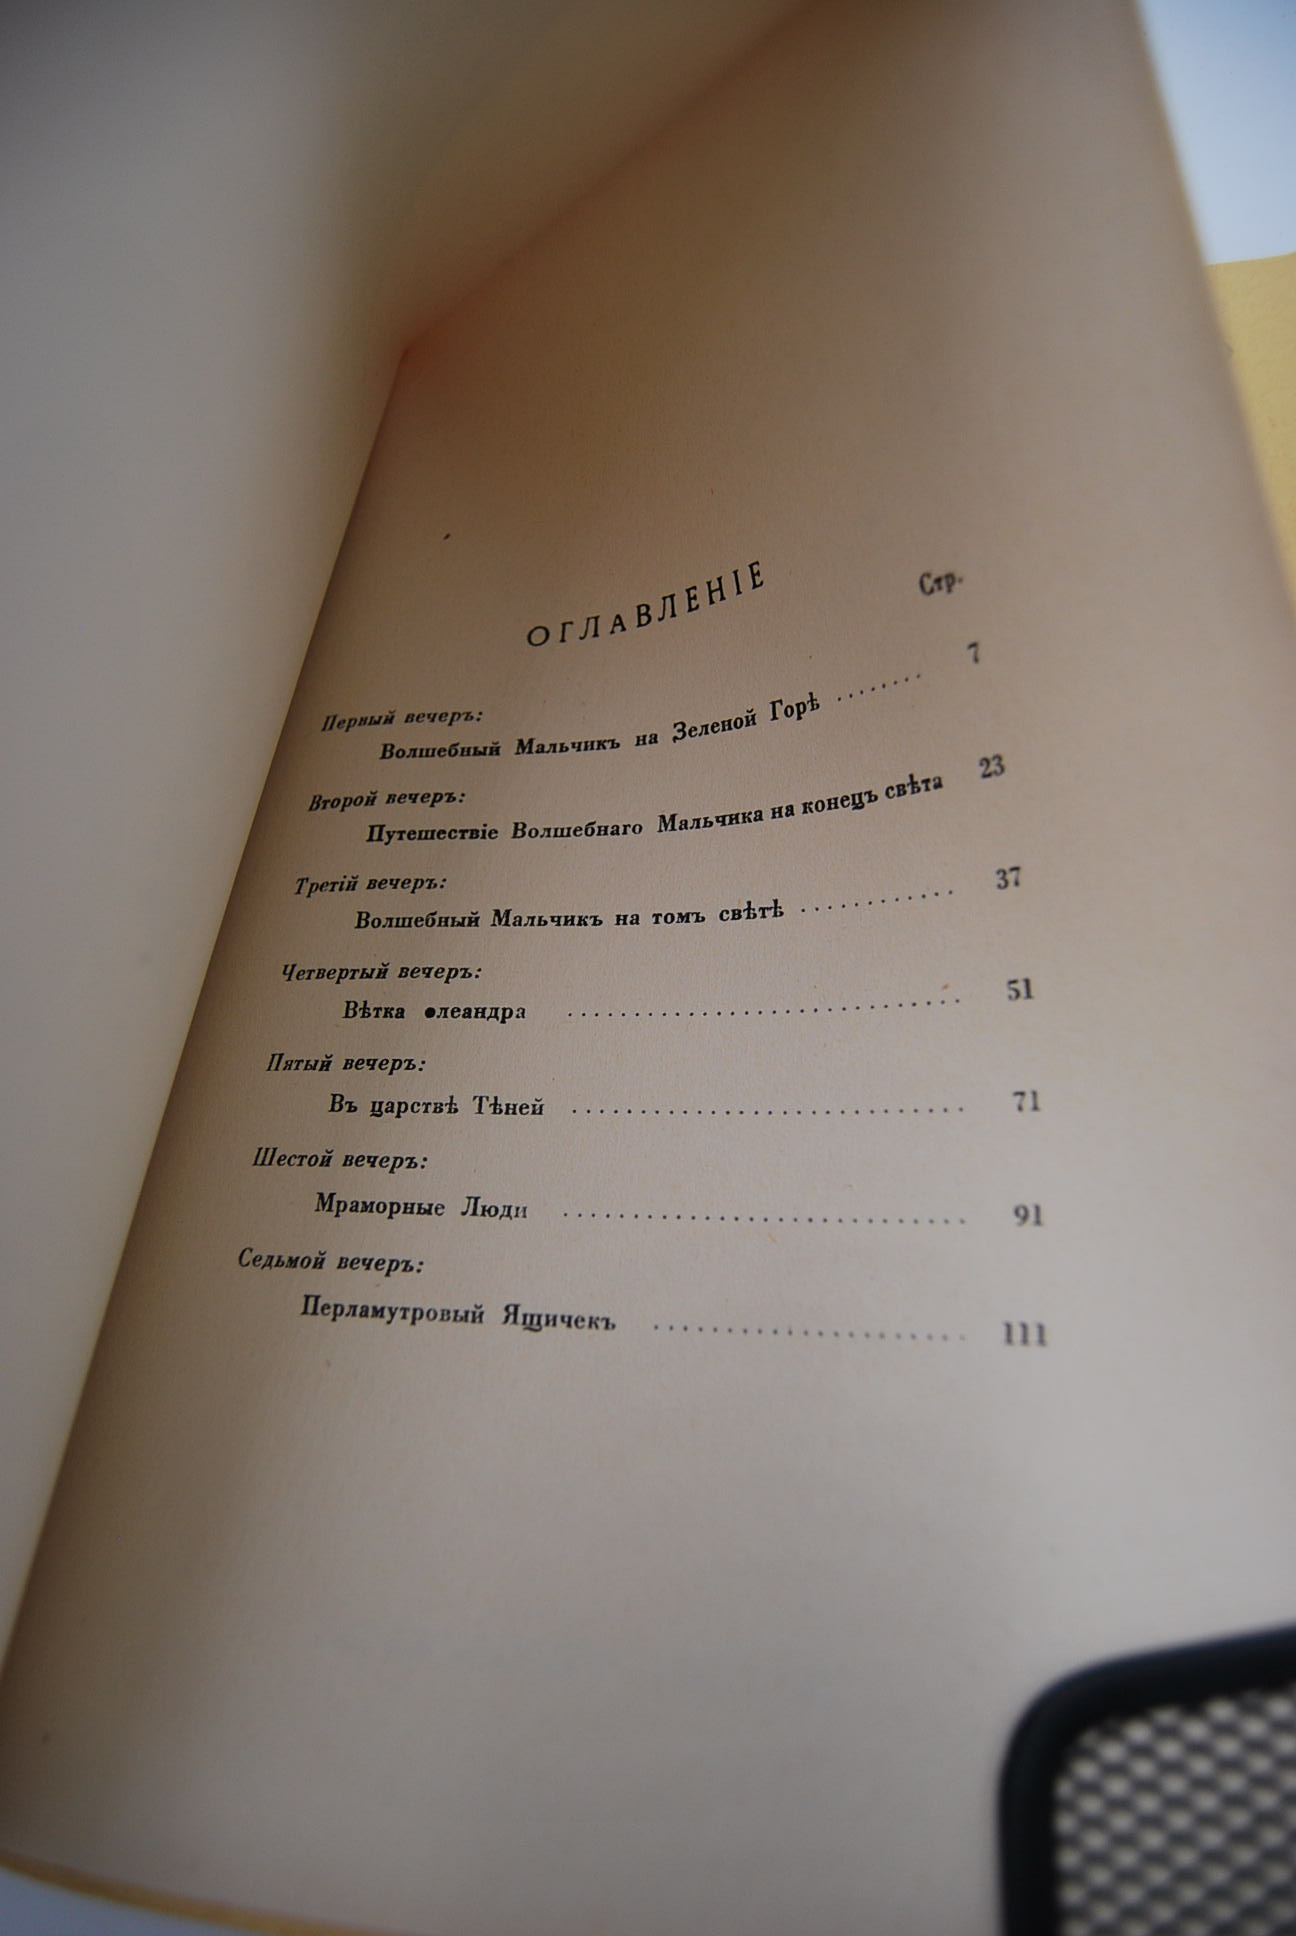 ОГЛАВЛЕНІЕ
Стр.
Первый вечеръ:
Волшебный Мальчикъ на Зеленой Горѣ ........ 7
Второй вечеръ:
Путешествіе Волшебнаго Мальчика на конецъ свѣта 23
Третій вечеръ:
Волшебный Мальчикъ на томъ свѣтѣ ............ 37
Четвертый вечеръ:
Вѣтка олеандра .............................. 51
Пятый вечеръ:
Въ царствѣ Тѣней .............................. 71
Шестой вечеръ:
Мраморные Люди .............................. 91
Седьмой вечеръ:
Перламутровый Ящичекъ ..................... 111